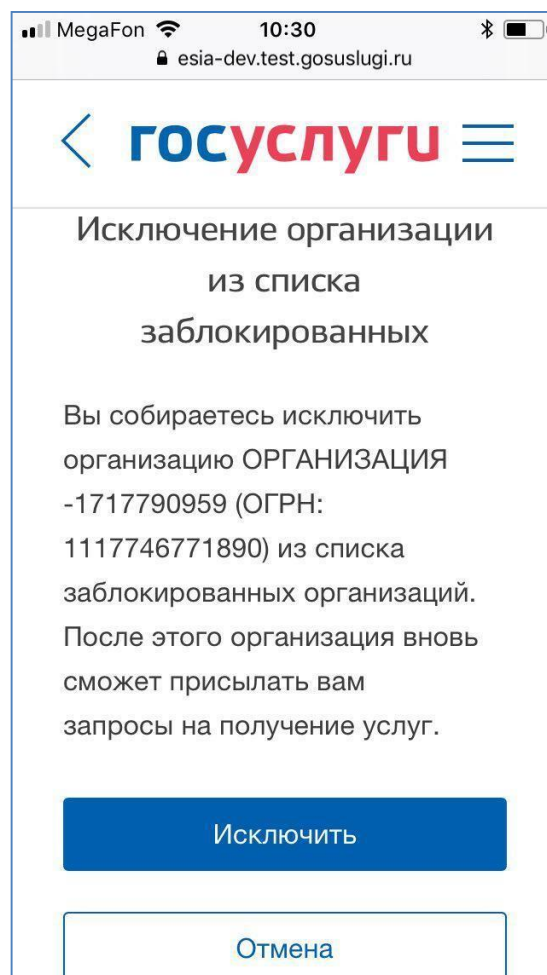 MegaFon 10:30
esia-dev.test.gosuslugi.ru
госуслуги
Исключение организации
из списка
заблокированных
Вы собираетесь исключить
организацию ОРГАНИЗАЦИЯ
-1717790959 (ОГРН:
1117746771890) из списка
заблокированных организаций.
После этого организация вновь
сможет присылать вам
запросы на получение услуг.
Исключить
Отмена